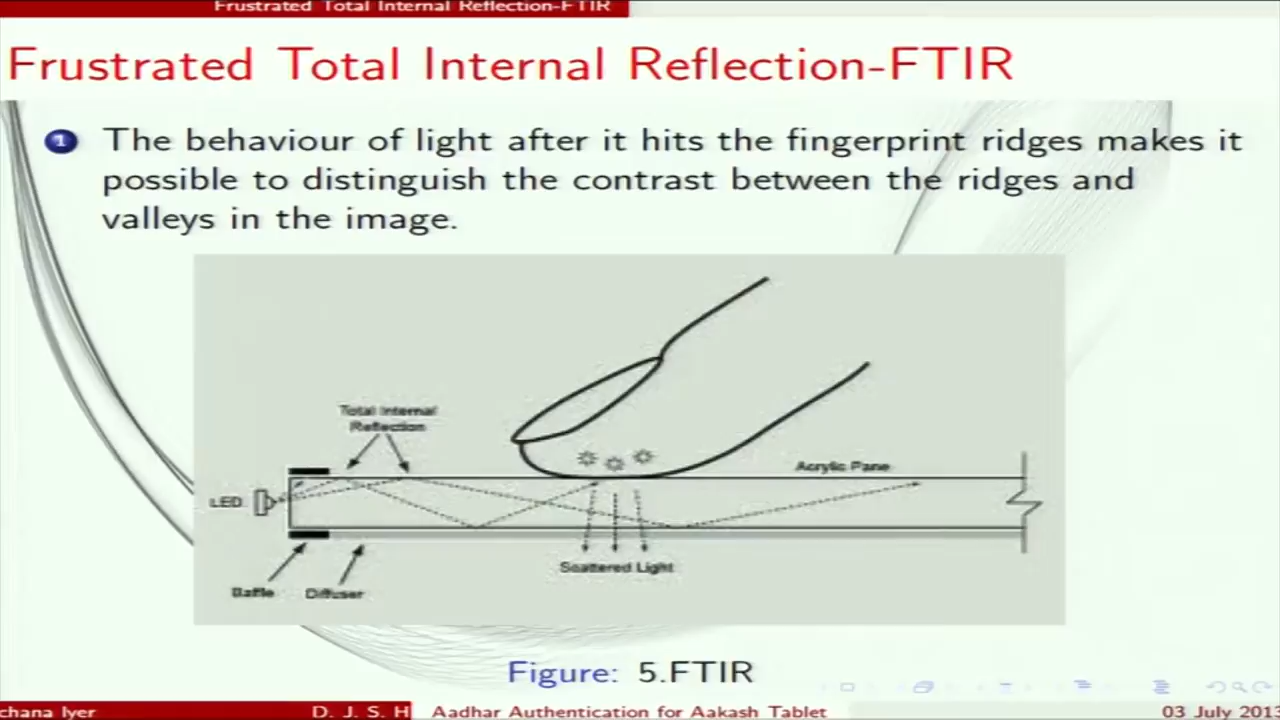 Frustrated Total Internal Reflection-FTIR
Frustrated Total Internal Reflection-FTIR
1 The behaviour of light after it hits the fingerprint ridges makes it
possible to distinguish the contrast between the ridges and
valleys in the image.
Total Internal
Reflection
Acrylic Pane
LED
Scattered Light
Baffle
Diffuser
Figure: 5.FTIR
chana Iyer D. J. S. H Aadhar Authentication for Aakash Tablet 03 July 2013